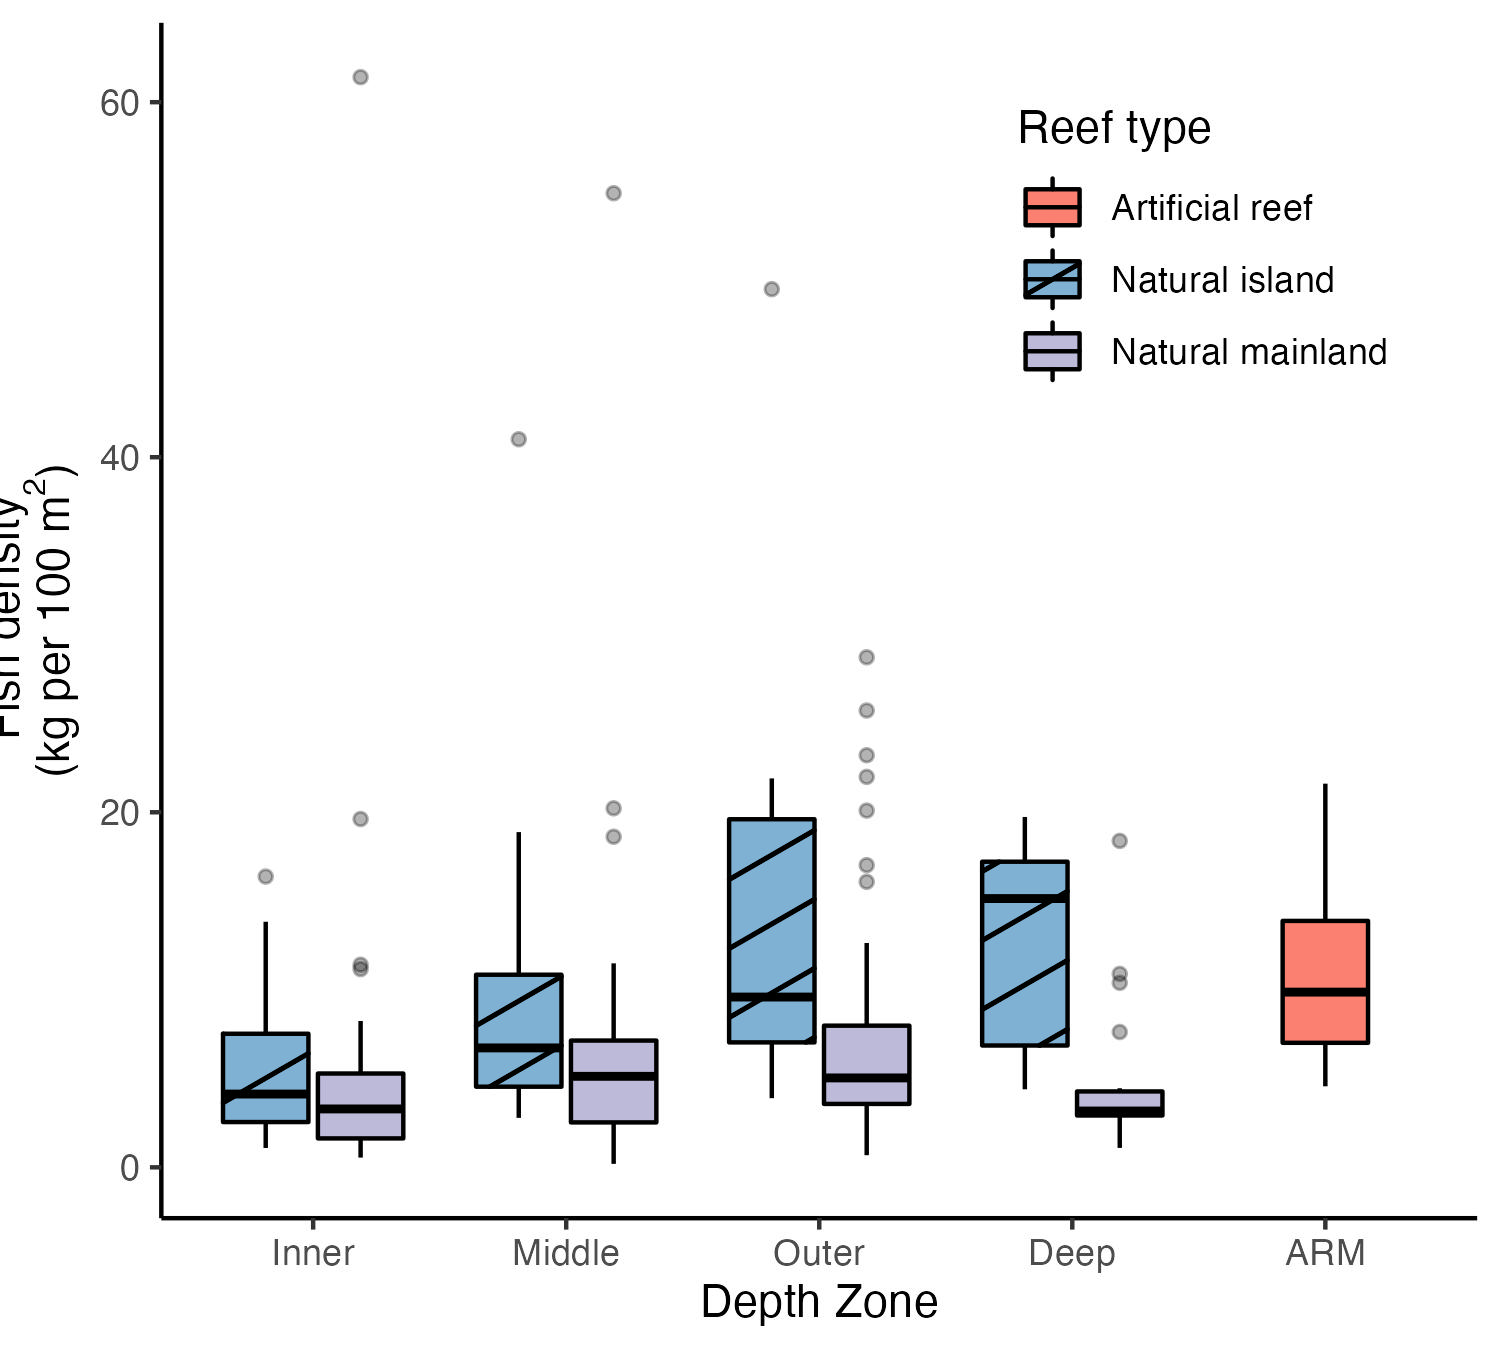 60
40
20
0
Fish density
(kg per 100 m²)
Reef type
Artificial reef
Natural island
Natural mainland
Inner
Middle
Outer
Deep
ARM
Depth Zone